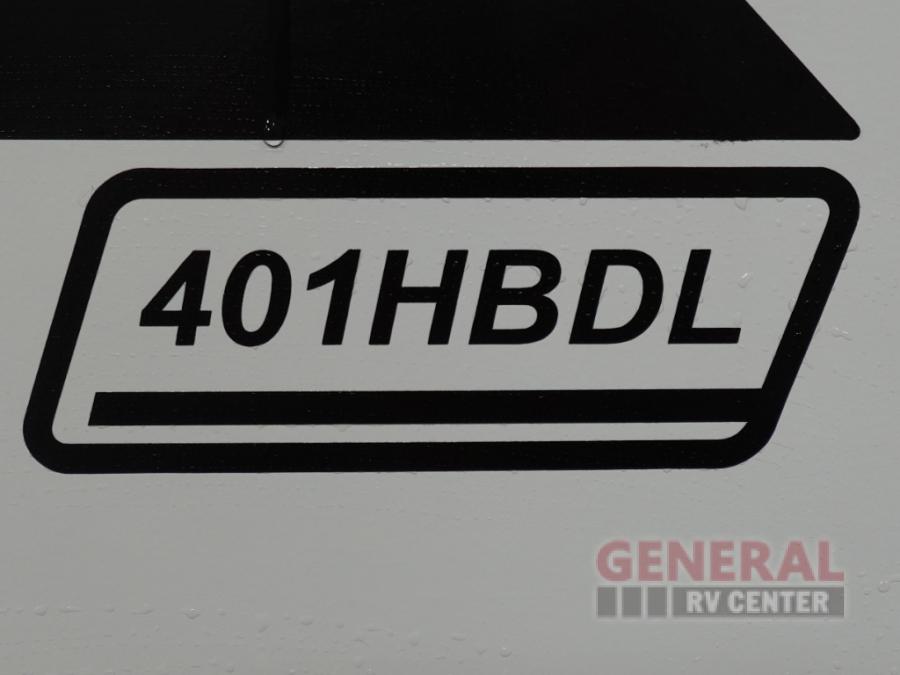 401HBDL
GENERAL
RV CENTER